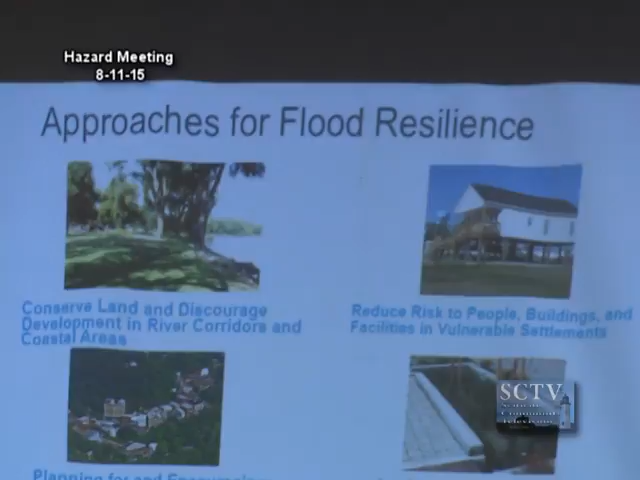 Hazard Meeting
8-11-15
Approaches for Flood Resilience
Conserve Land and Discourage
Development in River Corridors and
Coastal Areas
Reduce Risk to People, Buildings, and
Facilities in Vulnerable Settlements
SCTV
Television
Planning for and